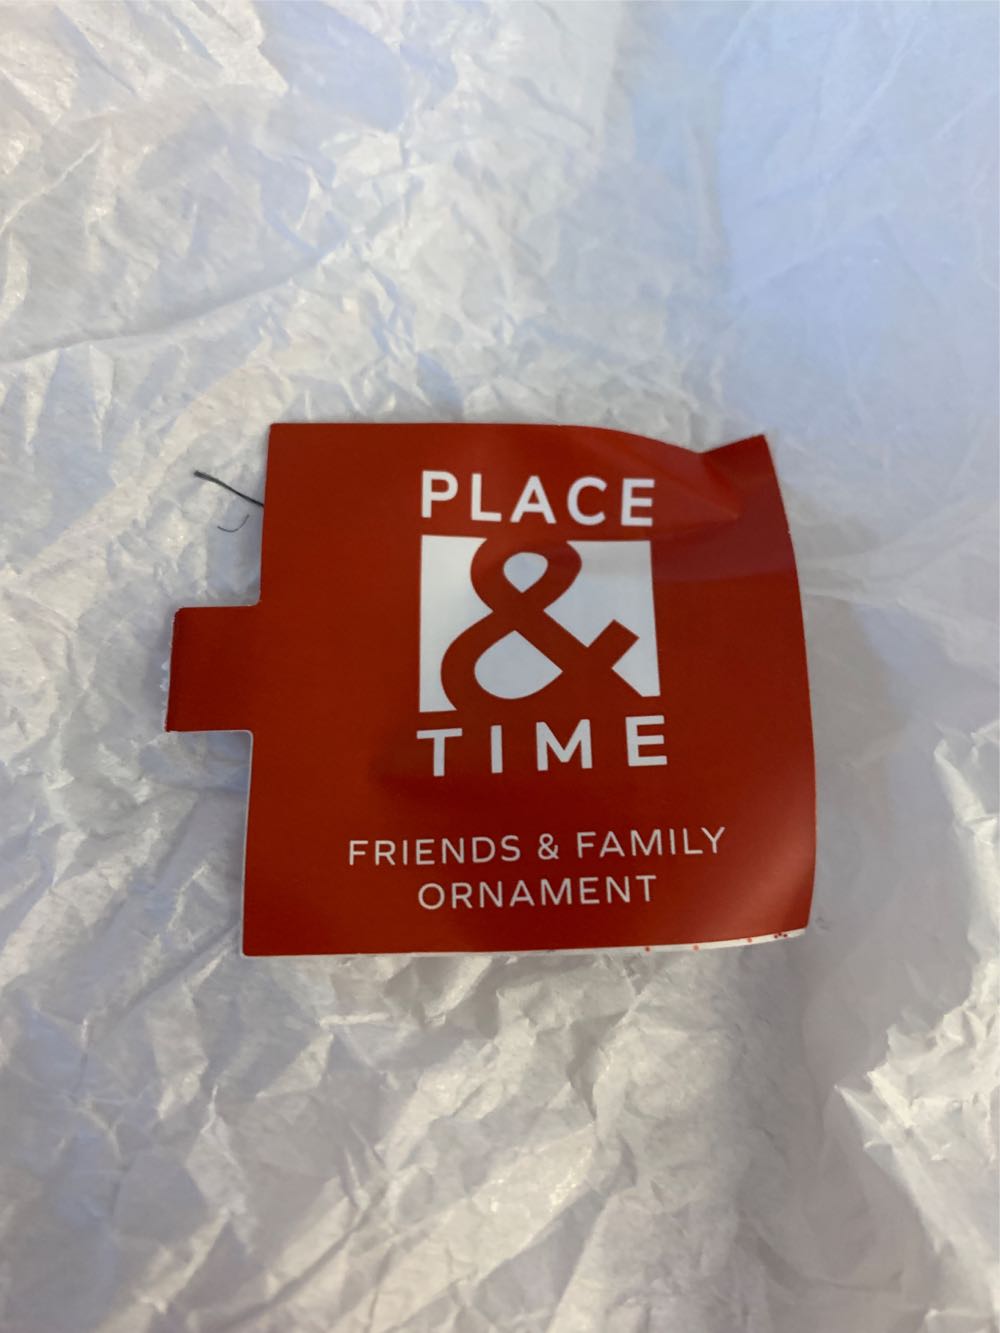 PLACE
&
TIME
FRIENDS & FAMILY
ORNAMENT